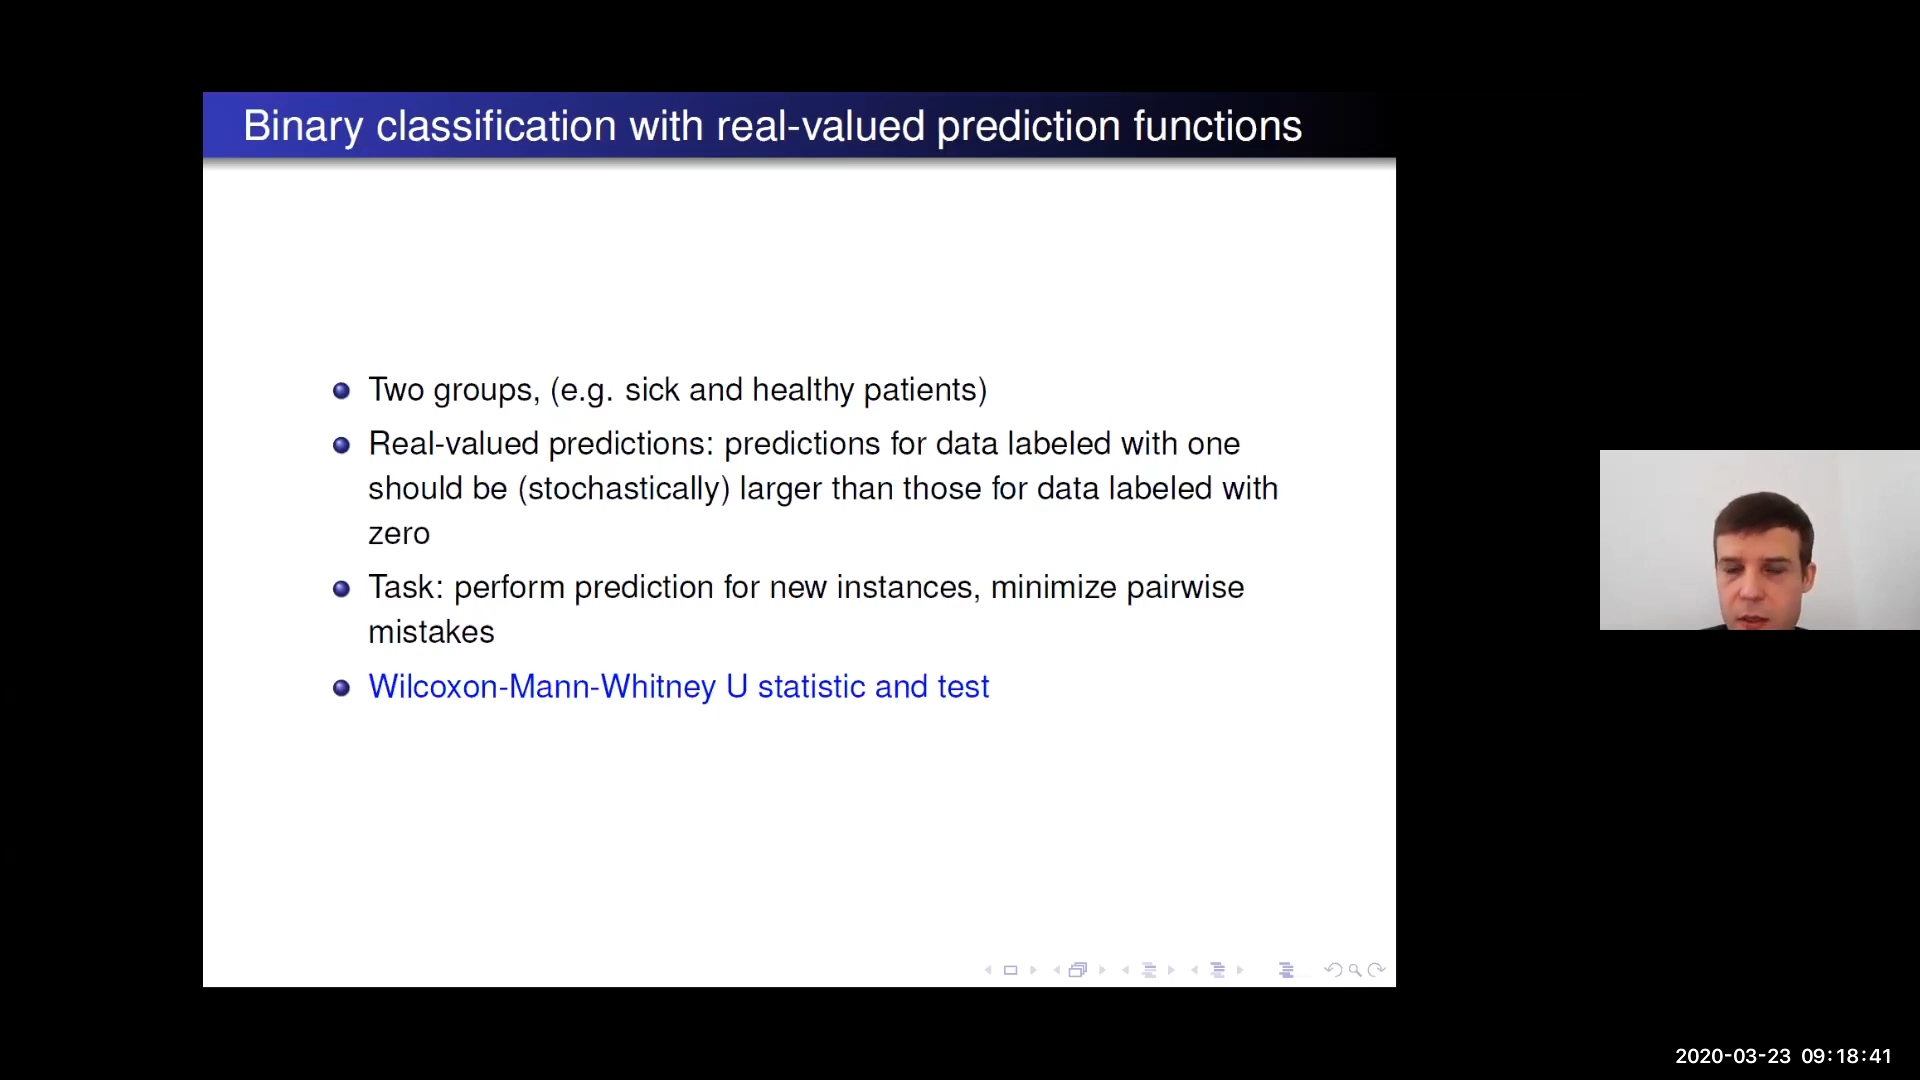 Binary classification with real-valued prediction functions
Two groups, (e.g. sick and healthy patients)
Real-valued predictions: predictions for data labeled with one
should be (stochastically) larger than those for data labeled with
zero
Task: perform prediction for new instances, minimize pairwise
mistakes
Wilcoxon-Mann-Whitney U statistic and test
2020-03-23 09:18:41